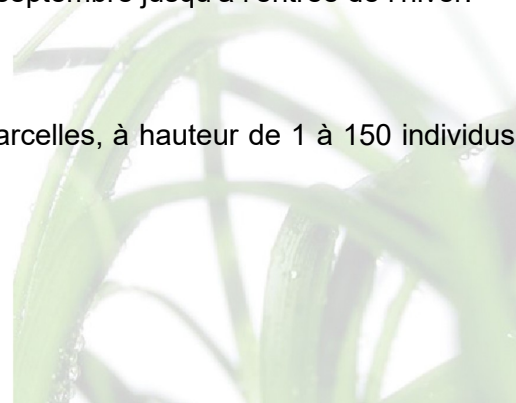 septembre jusqu'à l'entrée de l'hiver.
arcelles, à hauteur de 1 à 150 individus